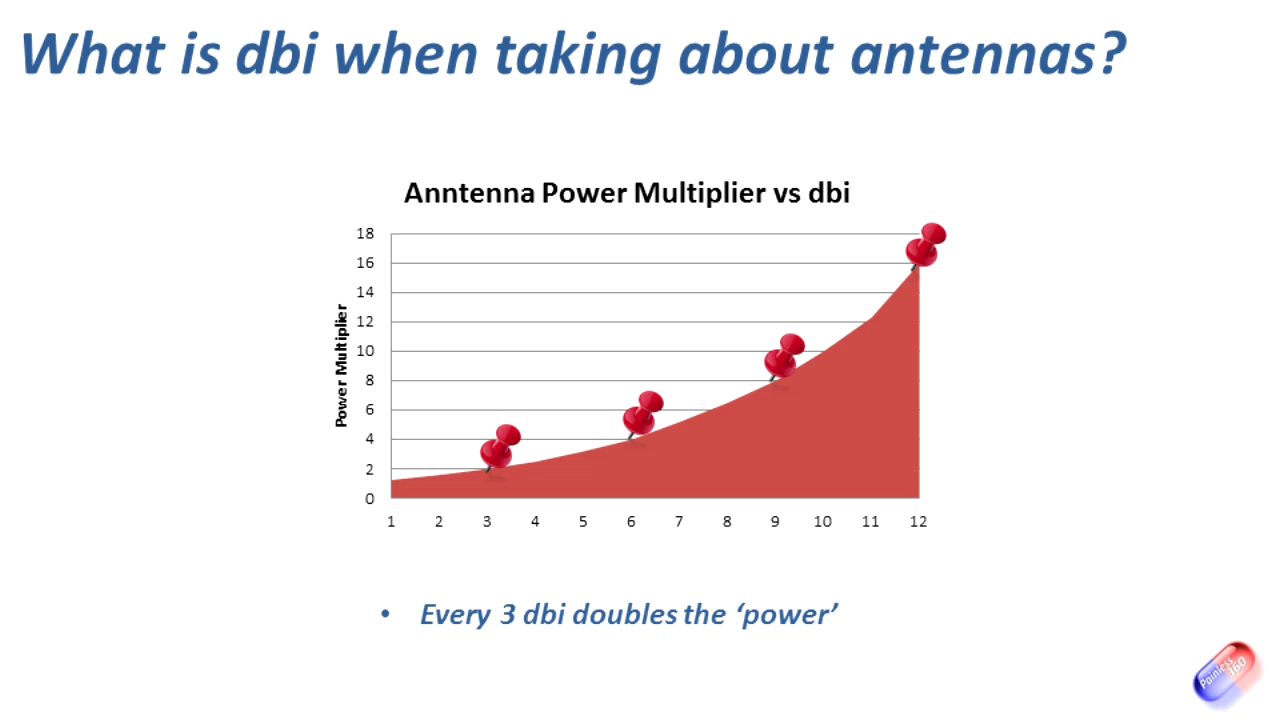 What is dbi when taking about antennas?
Anntenna Power Multiplier vs dbi
Power Multiplier
18
16
14
12
10
8
6
4
2
0
1 2 3 4 5 6 7 8 9 10 11 12
• Every 3 dbi doubles the ‘power’
Painless
360